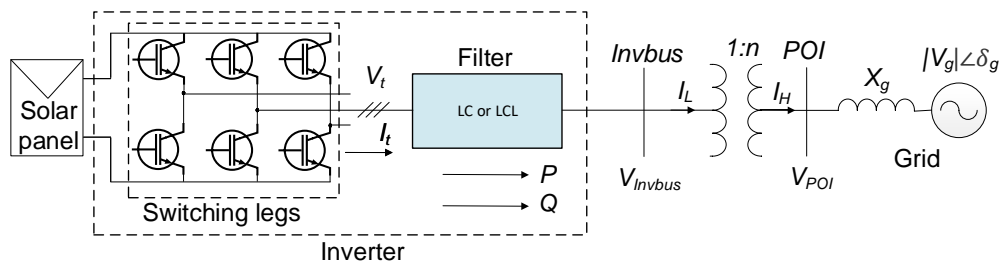 Solar
panel
V_t
I_t
Switching legs
Inverter
Filter
LC or LCL
P
Q
Invbus
V_Invbus
I_L
1:n
I_H
POI
V_POI
X_g
|V_g|∠δ_g
Grid